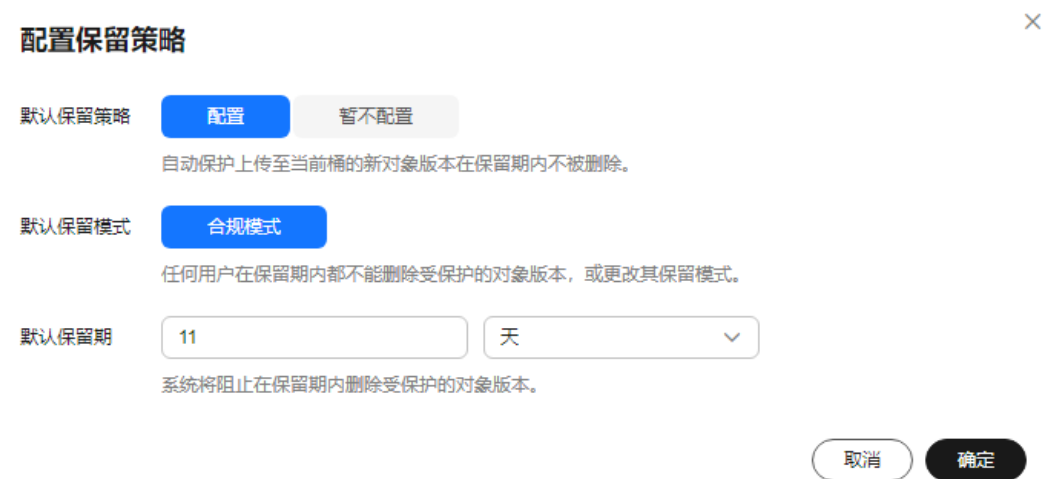 配置保留策略
默认保留策略 配置 暂不配置
自动保护上传至当前桶的新对象版本在保留期内不被删除。
默认保留模式 合规模式
任何用户在保留期内都不能删除受保护的对象版本，或更改其保留模式。
默认保留期 11 天
系统将阻止在保留期内删除受保护的对象版本。
取消 确定